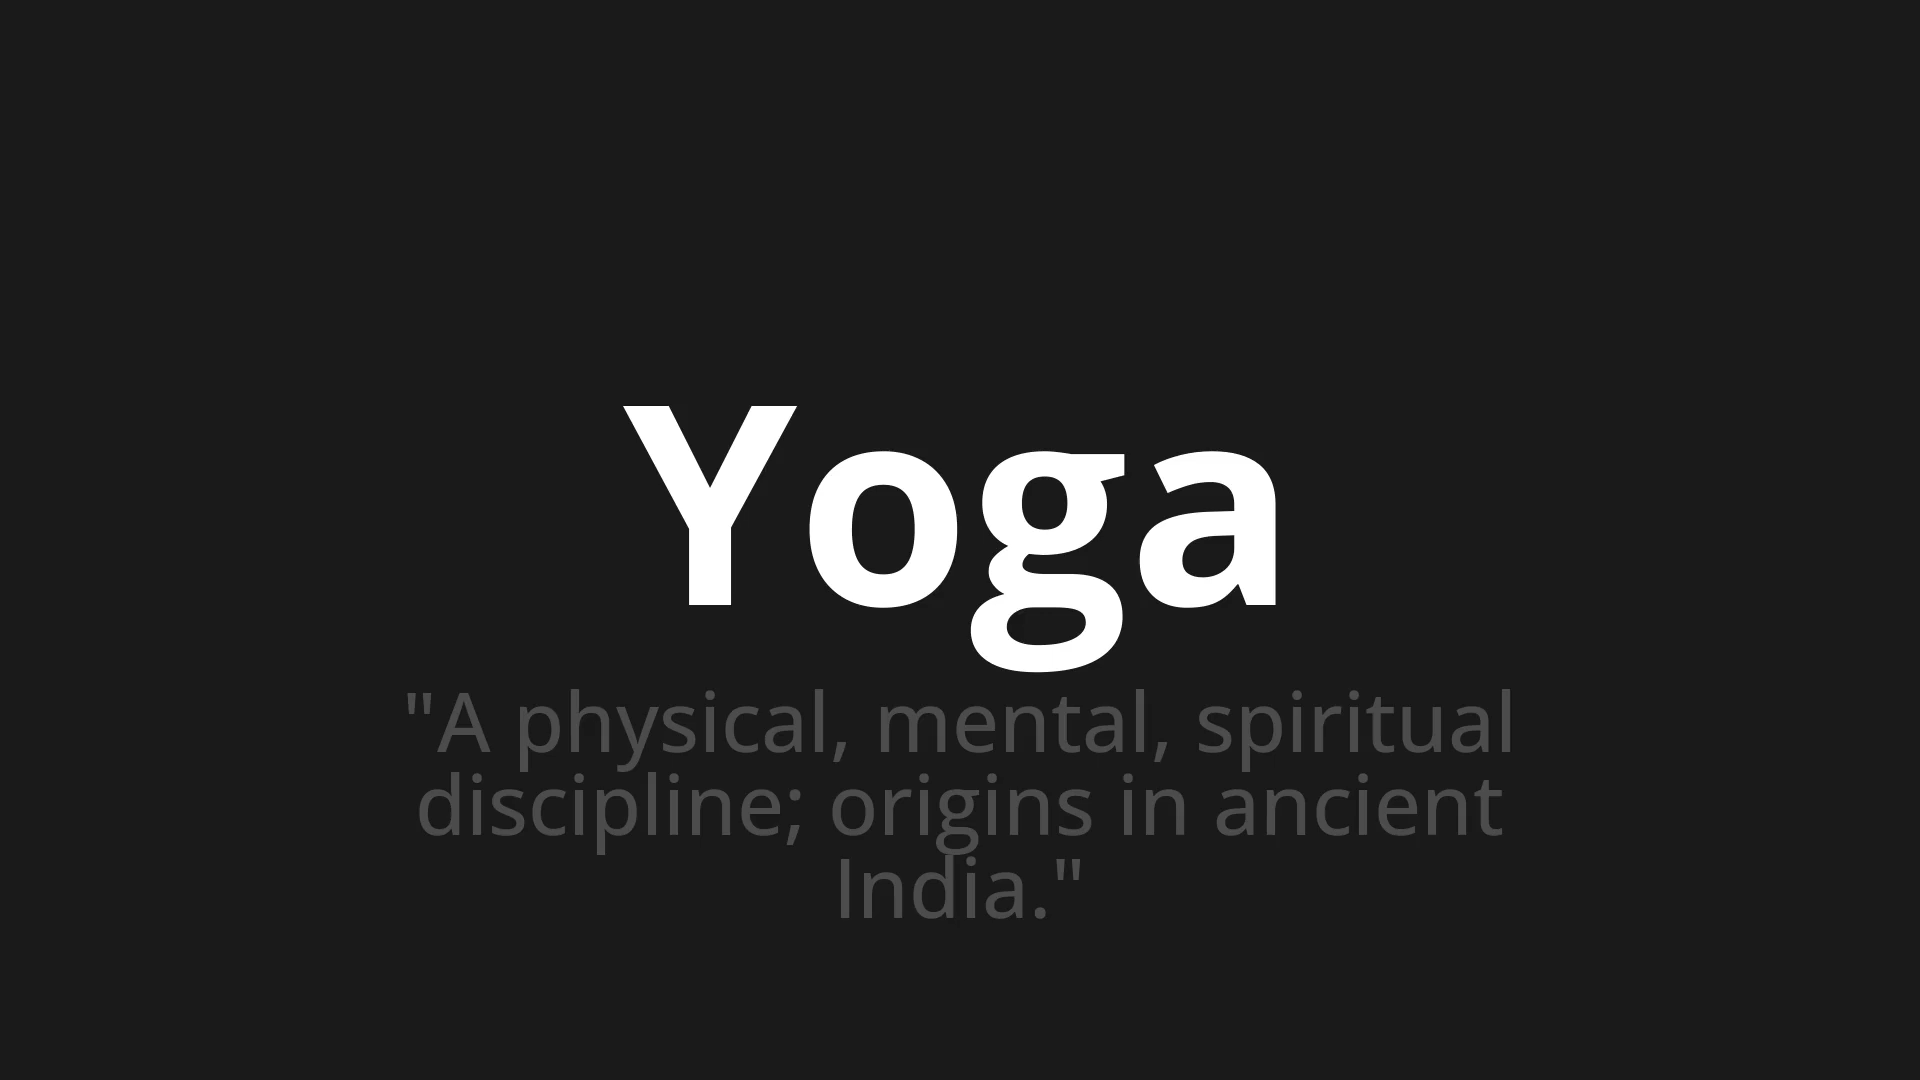 Yoga
"A physical, mental, spiritual
discipline; origins in ancient
India."